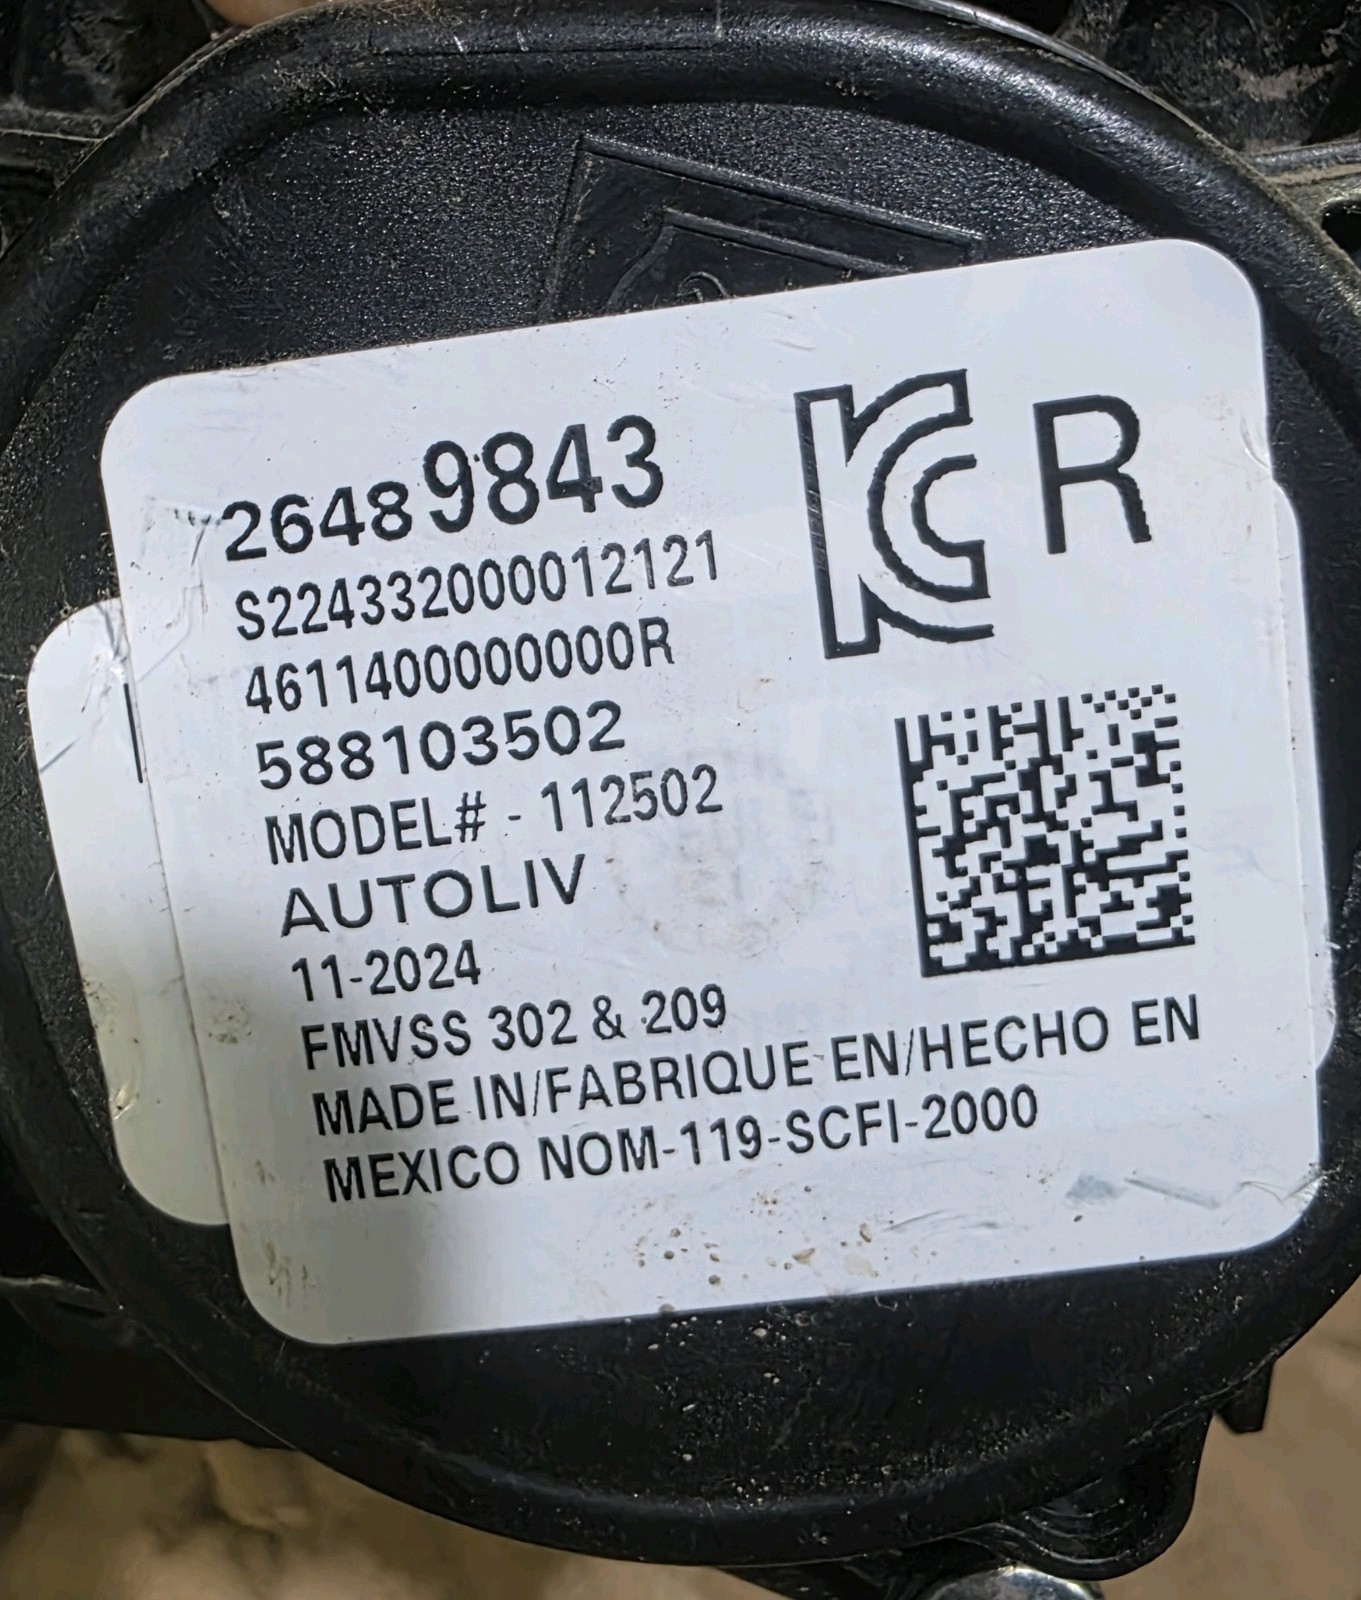 26489843
S224332000012121
4611400000000R
588103502
MODEL# - 112502
AUTOLIV
11-2024
FMVSS 302 & 209
MADE IN/FABRIQUE EN/HECHO EN
MEXICO NOM-119-SCFI-2000
KC R